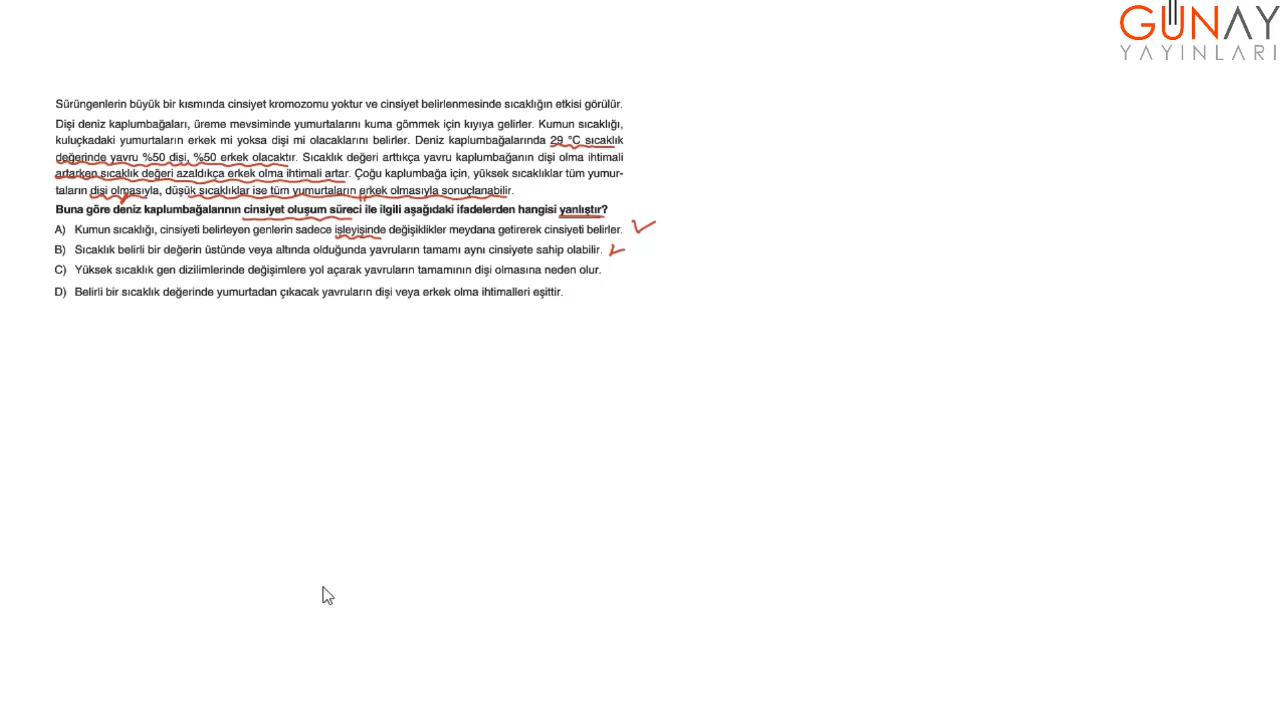 GÜNAY
YAYINLARI
Sürüngenlerin büyük bir kısmında cinsiyet kromozomu yoktur ve cinsiyet belirlenmesinde sıcaklığın etkisi görülür.
Dişi deniz kaplumbağaları, üreme mevsiminde yumurtalarını kuma gömmek için kıyıya gelirler. Kumun sıcaklığı,
kuluçkadaki yumurtaların erkek mi yoksa dişi mi olacaklarını belirler. Deniz kaplumbağalarında 29 °C sıcaklık
değerinde yavru %50 dişi, %50 erkek olacaktır. Sıcaklık değeri arttıkça yavru kaplumbağanın dişi olma ihtimali
artarken sıcaklık değeri azaldıkça erkek olma ihtimali artar. Çoğu kaplumbağa için, yüksek sıcaklıklar tüm yumur-
taların dişi olmasıyla, düşük sıcaklıklar ise tüm yumurtaların erkek olmasıyla sonuçlanabilir.
Buna göre deniz kaplumbağalarının cinsiyet oluşum süreci ile ilgili aşağıdaki ifadelerden hangisi yanlıştır?
A) Kumun sıcaklığı, cinsiyeti belirleyen genlerin sadece işleyişinde değişiklikler meydana getirerek cinsiyeti belirler.
B) Sıcaklık belirli bir değerin üstünde veya altında olduğunda yavruların tamamı aynı cinsiyete sahip olabilir.
C) Yüksek sıcaklık gen dizilimlerinde değişimlere yol açarak yavruların tamamının dişi olmasına neden olur.
D) Belirli bir sıcaklık değerinde yumurtadan çıkacak yavruların dişi veya erkek olma ihtimalleri eşittir.